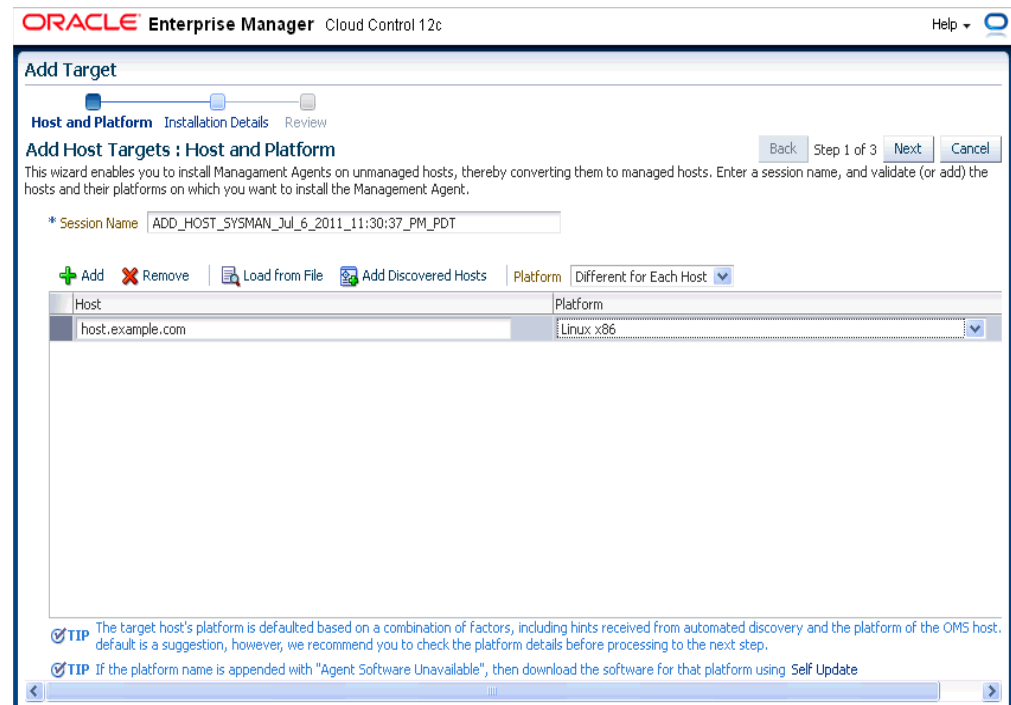 ORACLE Enterprise Manager Cloud Control 12c
Help
Add Target
Host and Platform Installation Details Review
Add Host Targets : Host and Platform
Back Step 1 of 3 Next Cancel
This wizard enables you to install Managament Agents on unmanaged hosts, thereby converting them to managed hosts. Enter a session name, and validate (or add) the
hosts and their platforms on which you want to install the Management Agent.
* Session Name ADD_HOST_SYSMAN_Jul_6_2011_11:30:37_PM_PDT
Add Remove Load from File Add Discovered Hosts Platform Different for Each Host
Host Platform
host.example.com Linux x86
TIP The target host's platform is defaulted based on a combination of factors, including hints received from automated discovery and the platform of the OMS host.
default is a suggestion, however, we recommend you to check the platform details before processing to the next step.
TIP If the platform name is appended with "Agent Software Unavailable", then download the software for that platform using Self Update